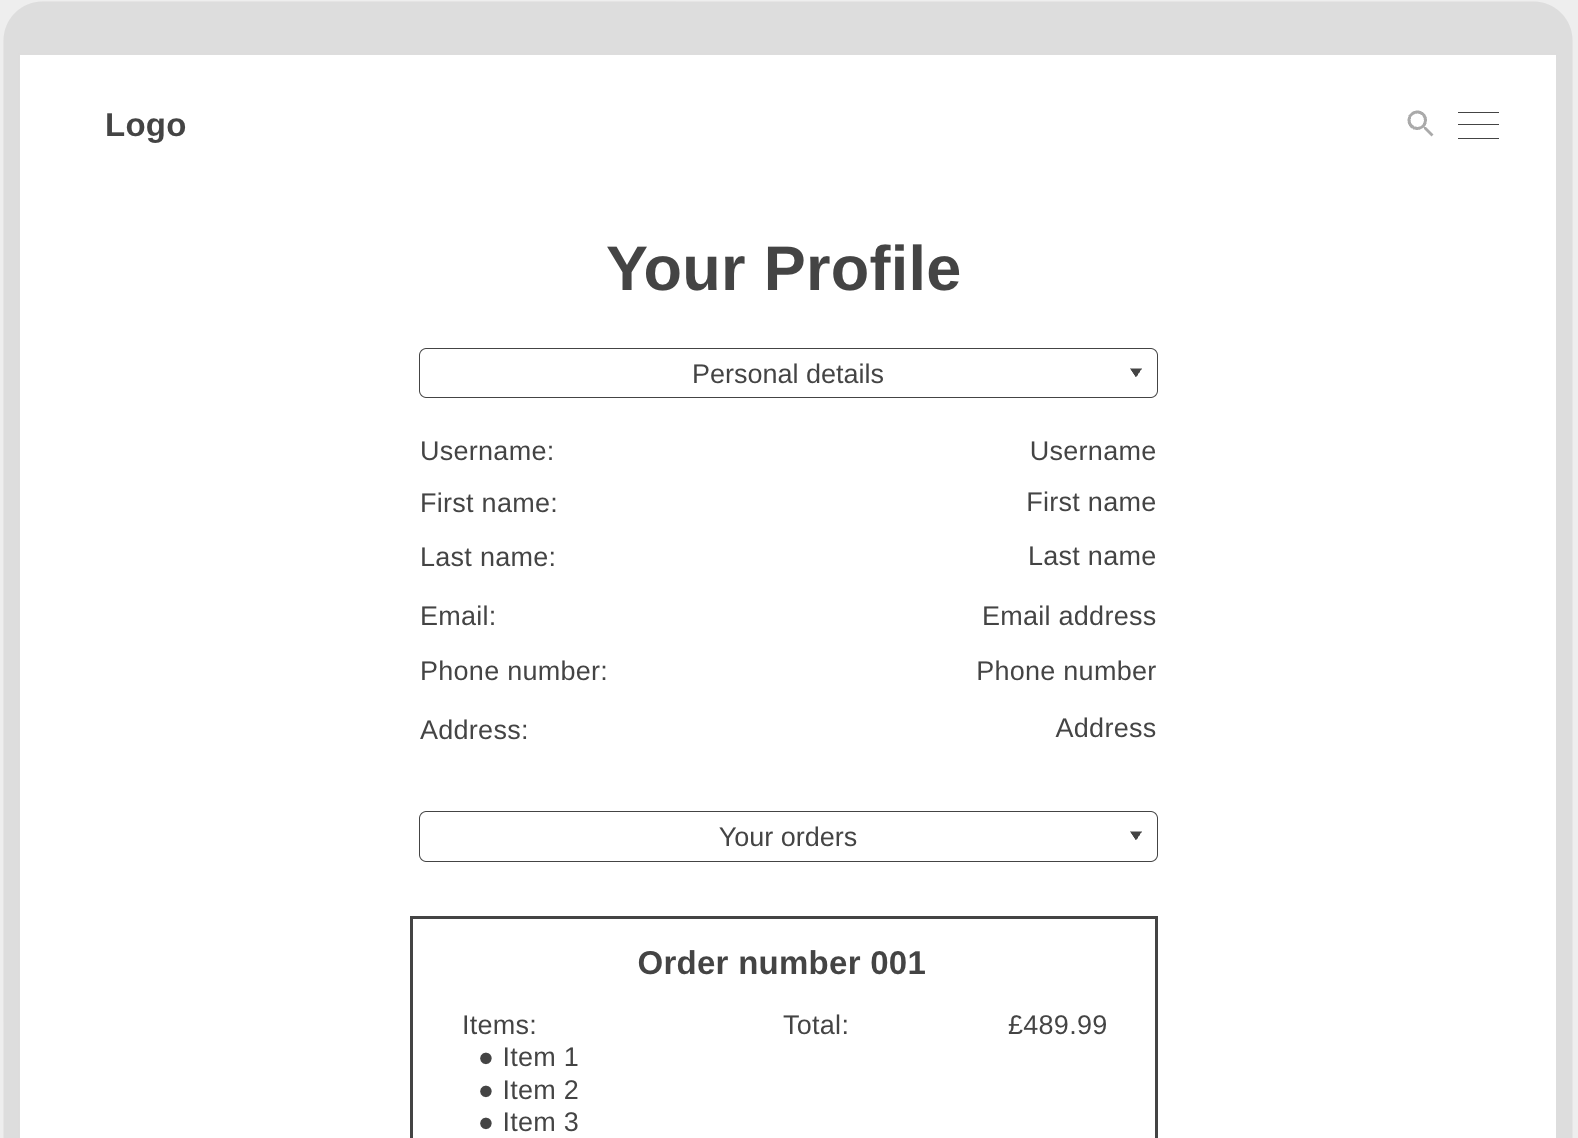 Logo
Your Profile
Personal details
Username: Username
First name: First name
Last name: Last name
Email: Email address
Phone number: Phone number
Address: Address
Your orders
Order number 001
Items: Total: £489.99
● Item 1
● Item 2
● Item 3